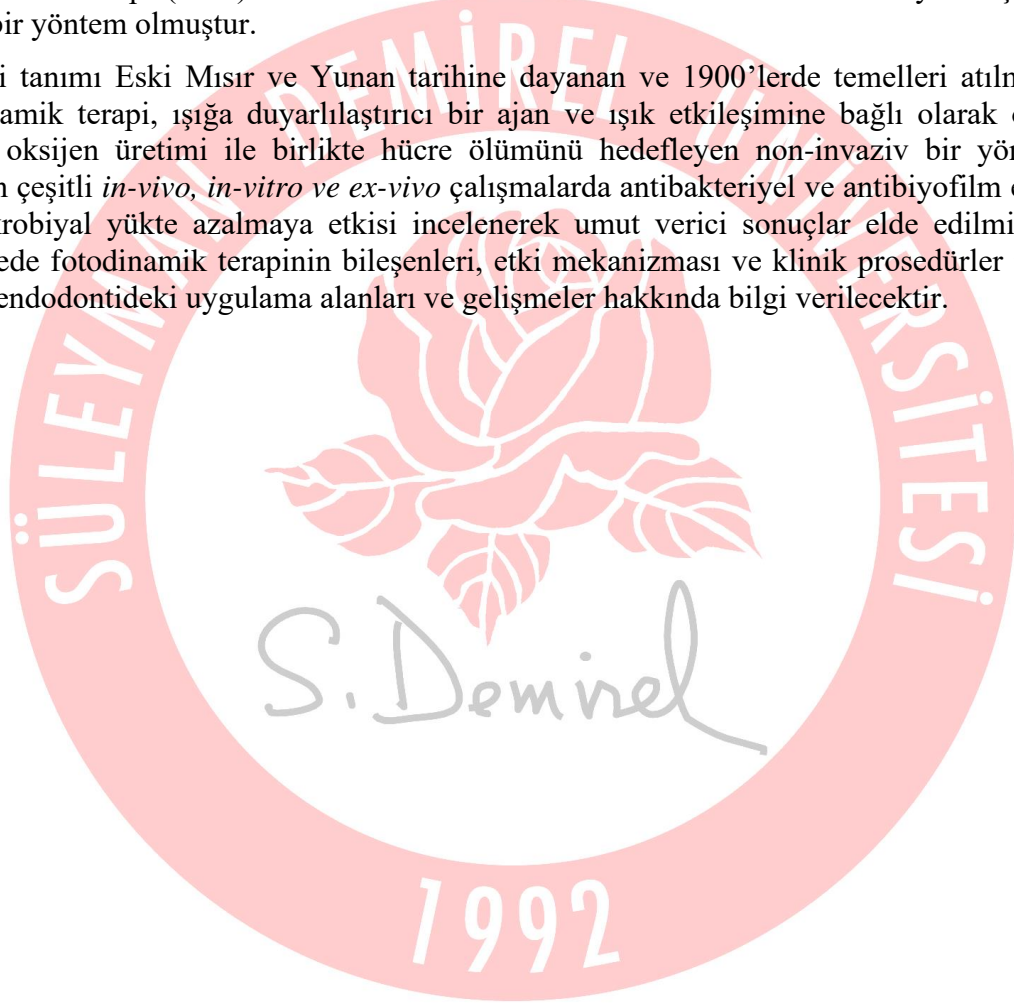 bir yöntem olmuştur.
i tanımı Eski Mısır ve Yunan tarihine dayanan ve 1900’lerde temelleri atılm
amik terapi, ışığa duyarlılaştırıcı bir ajan ve ışık etkileşimine bağlı olarak
oksijen üretimi ile birlikte hücre ölümünü hedefleyen non-invaziv bir yön
n çeşitli in-vivo, in-vitro ve ex-vivo çalışmalarda antibakteriyel ve antibiyofilm
krobiyal yükte azalmaya etkisi incelenerek umut verici sonuçlar elde edilmi
ede fotodinamik terapinin bileşenleri, etki mekanizması ve klinik prosedürler
endodontideki uygulama alanları ve gelişmeler hakkında bilgi verilecektir.
SÜLEYMAN DEMİREL ÜNİVERSİTESİ
S. Demirel
1992